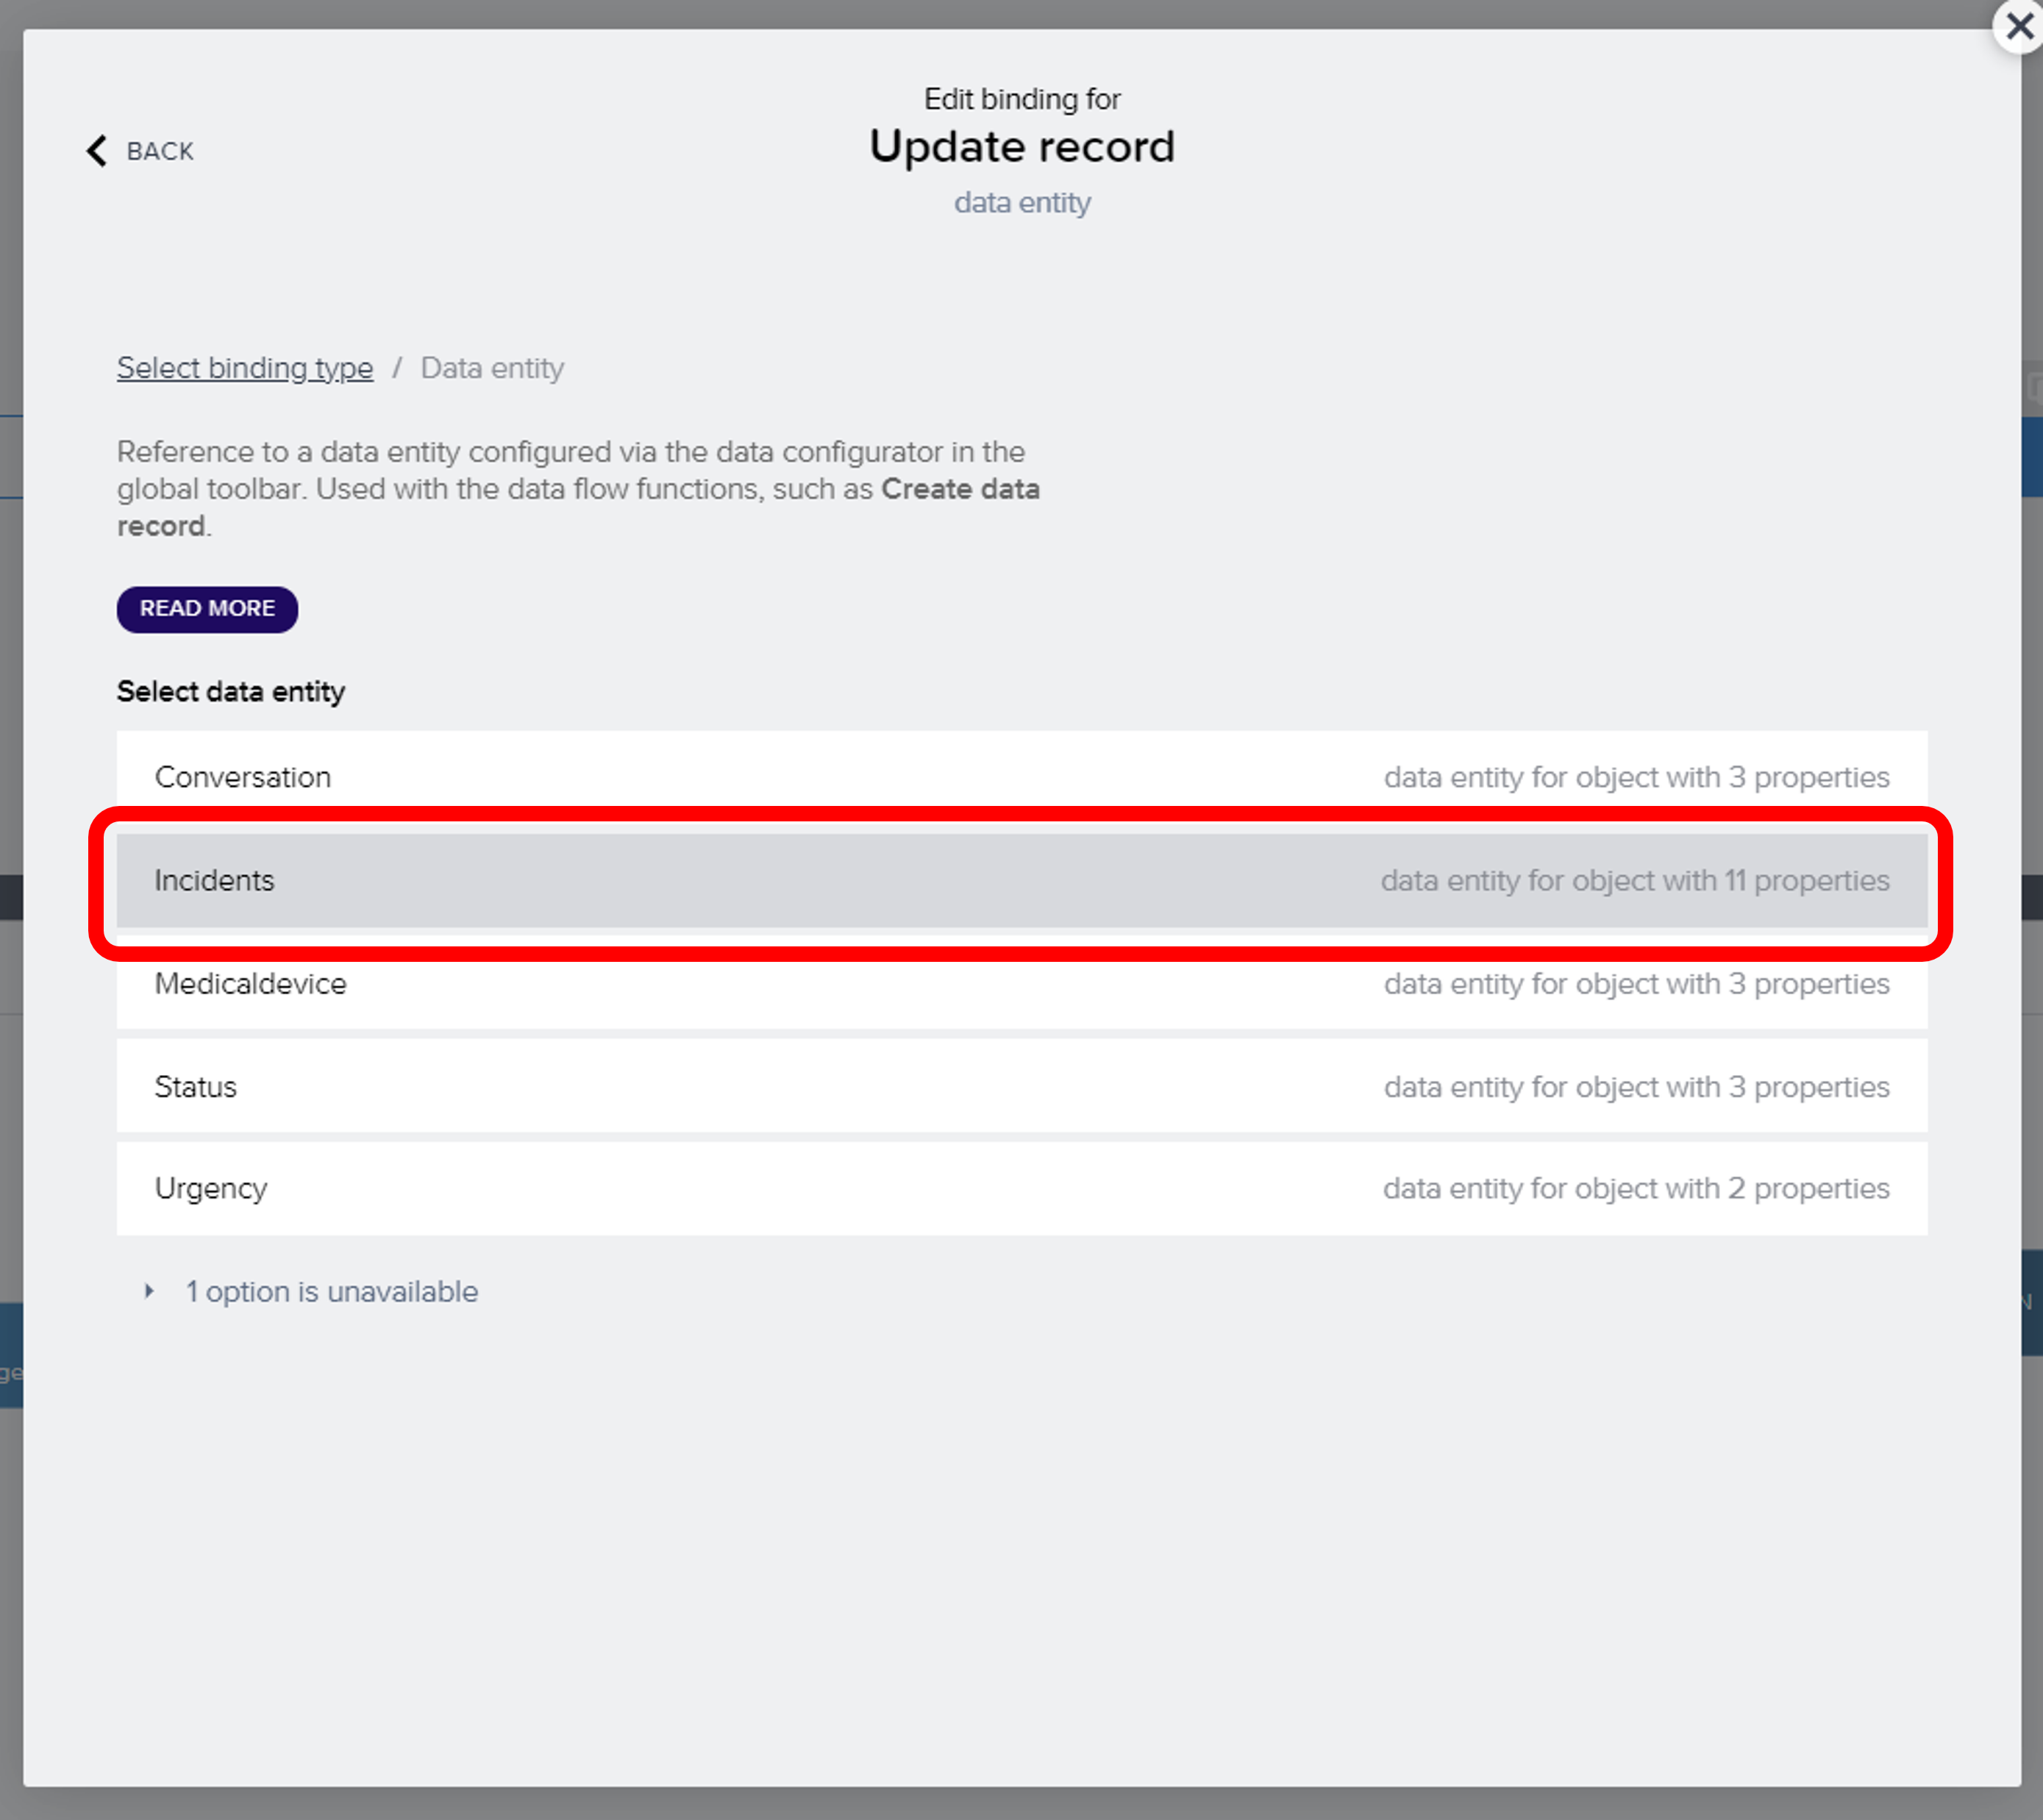 Edit binding for
BACK
Update record
data entity
Select binding type / Data entity
Reference to a data entity configured via the data configurator in the
global toolbar. Used with the data flow functions, such as Create data
record.
READ MORE
Select data entity
Conversation data entity for object with 3 properties
Incidents data entity for object with 11 properties
Medicaldevice data entity for object with 3 properties
Status data entity for object with 3 properties
Urgency data entity for object with 2 properties
1 option is unavailable